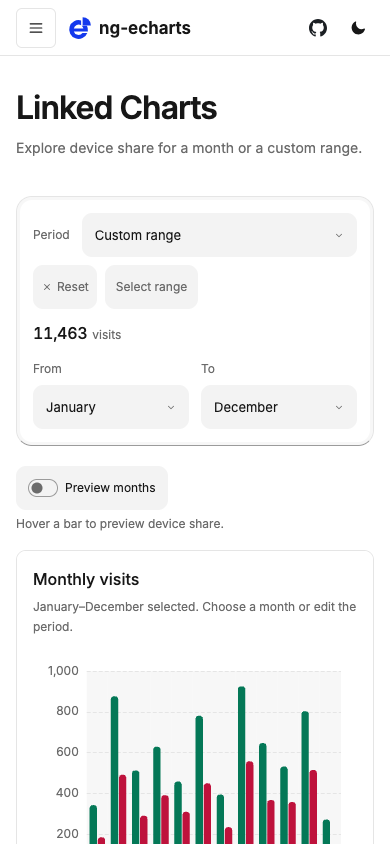 ng-echarts
Linked Charts
Explore device share for a month or a custom range.
Period
Custom range
× Reset
Select range
11,463 visits
From
To
January
December
Preview months
Hover a bar to preview device share.
Monthly visits
January–December selected. Choose a month or edit the
period.
1,000
800
600
400
200